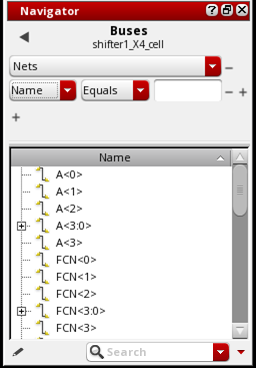 Navigator
Buses
shifter1_X4_cell
Nets
Name Equals
Name
A<0>
A<1>
A<2>
A<3:0>
A<3>
FCN<0>
FCN<1>
FCN<2>
FCN<3:0>
FCN<3>
Search